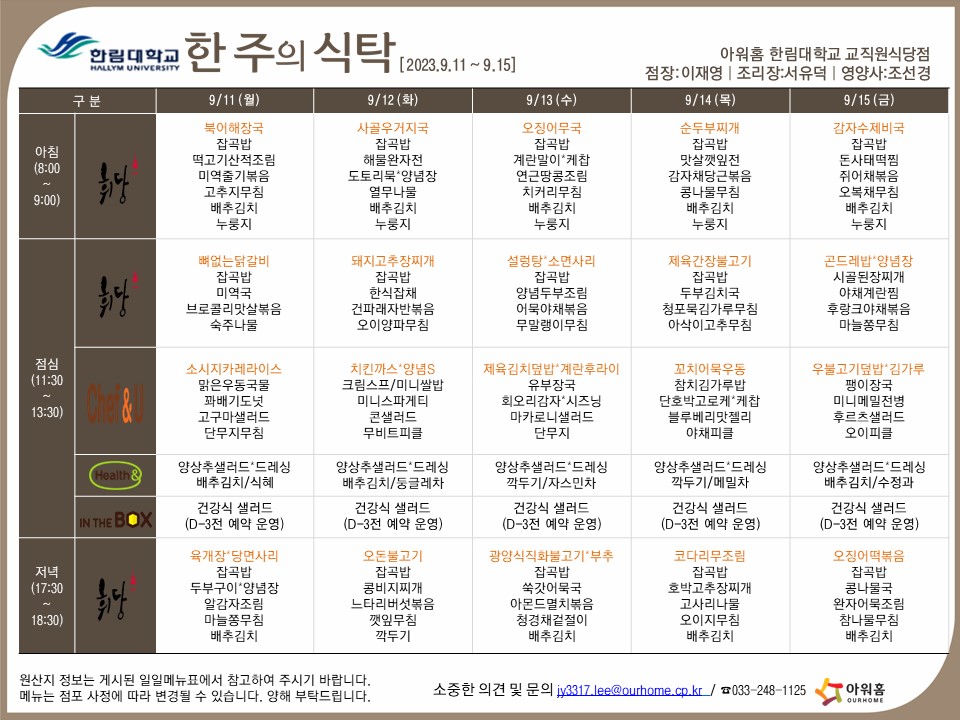 한림대학교
HALLYM UNIVERSITY
한 주의 식탁 [2023.9.11 ~ 9.15]
아워홈 한림대학교 교직원식당점
점장:이재영 | 조리장:서유덕 | 영양사:조선경
구 분 9/11 (월) 9/12 (화) 9/13 (수) 9/14 (목) 9/15 (금)
아침
(8:00
~
9:00)
북어해장국 사골우거지국 오징어무국 순두부찌개 감자수제비국
잡곡밥 잡곡밥 잡곡밥 잡곡밥 잡곡밥
떡고기산적조림 해물완자전 계란말이*케찹 맛살깻잎전 돈사태떡찜
미역줄기볶음 도토리묵*양념장 연근땅콩조림 감자채당근볶음 쥐어채볶음
고추지무침 열무나물 치커리무침 콩나물무침 오복채무침
배추김치 배추김치 배추김치 배추김치 배추김치
누룽지 누룽지 누룽지 누룽지 누룽지
점심
(11:30
~
13:30)
뼈없는닭갈비 돼지고추장찌개 설렁탕*소면사리 제육간장불고기 곤드레밥*양념장
잡곡밥 잡곡밥 잡곡밥 잡곡밥 시골된장찌개
미역국 한식잡채 양념두부조림 두부김치국 야채계란찜
브로콜리맛살볶음 건파래자반볶음 어묵야채볶음 청포묵김가루무침 후랑크야채볶음
숙주나물 오이양파무침 무말랭이무침 아삭이고추무침 마늘쫑무침
Chef&U
소시지카레라이스 치킨까스*양념S 제육김치덮밥*계란후라이 꼬치어묵우동 우불고기덮밥*김가루
맑은우동국물 크림스프/미니쌀밥 유부장국 참치김가루밥 팽이장국
꽈배기도넛 미니스파게티 회오리감자*시즈닝 단호박고로케*케찹 미니메밀전병
고구마샐러드 콘샐러드 마카로니샐러드 블루베리맛젤리 후르츠샐러드
단무지무침 무비트피클 단무지 야채피클 오이피클
Health&
양상추샐러드*드레싱 양상추샐러드*드레싱 양상추샐러드*드레싱 양상추샐러드*드레싱 양상추샐러드*드레싱
배추김치/식혜 배추김치/둥글레차 깍두기/자스민차 깍두기/메밀차 배추김치/수정과
IN THE BOX
건강식 샐러드 건강식 샐러드 건강식 샐러드 건강식 샐러드 건강식 샐러드
(D-3전 예약 운영) (D-3전 예약 운영) (D-3전 예약 운영) (D-3전 예약 운영) (D-3전 예약 운영)
저녁
(17:30
~
18:30)
육개장*당면사리 오돈불고기 광양식직화불고기*부추 코다리무조림 오징어떡볶음
잡곡밥 잡곡밥 잡곡밥 잡곡밥 잡곡밥
두부구이*양념장 콩비지찌개 쑥갓어묵국 호박고추장찌개 콩나물국
알감자조림 느타리버섯볶음 아몬드멸치볶음 고사리나물 완자어묵조림
마늘쫑무침 깻잎무침 청경채겉절이 오이지무침 참나물무침
배추김치 깍두기 배추김치 배추김치 배추김치
원산지 정보는 게시된 일일메뉴표에서 참고하여 주시기 바랍니다.
메뉴는 점포 사정에 따라 변경될 수 있습니다. 양해 부탁드립니다.
소중한 의견 및 문의 jy3317.lee@ourhome.cp.kr / ☎033-248-1125
아워홈
OURHOME